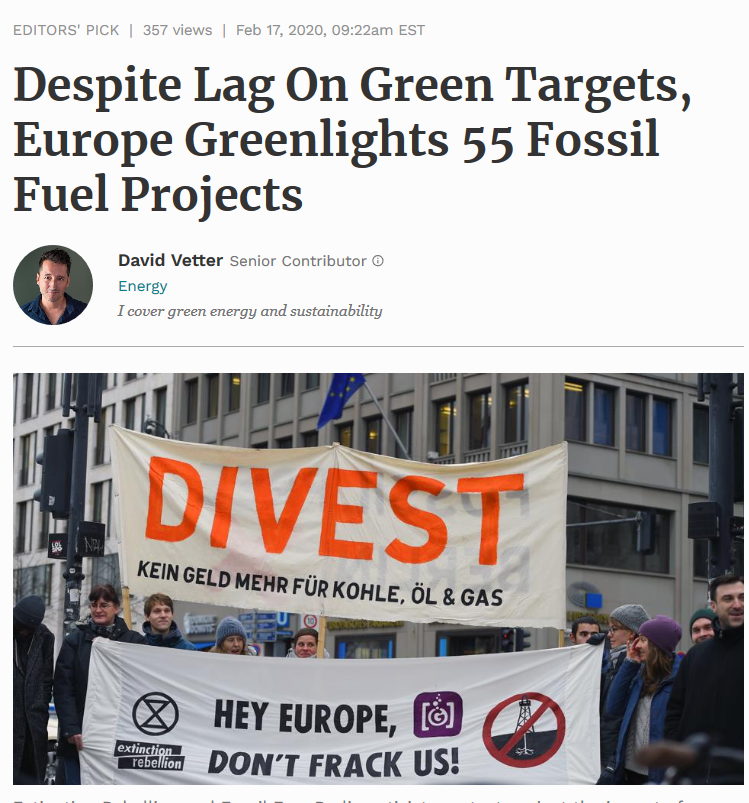 EDITORS' PICK | 357 views | Feb 17, 2020, 09:22am EST
Despite Lag On Green Targets,
Europe Greenlights 55 Fossil
Fuel Projects
David Vetter Senior Contributor
Energy
I cover green energy and sustainability
DIVEST
KEIN GELD MEHR FÜR KOHLE, ÖL & GAS
HEY EUROPE,
DON'T FRACK US!
extinction
rebellion